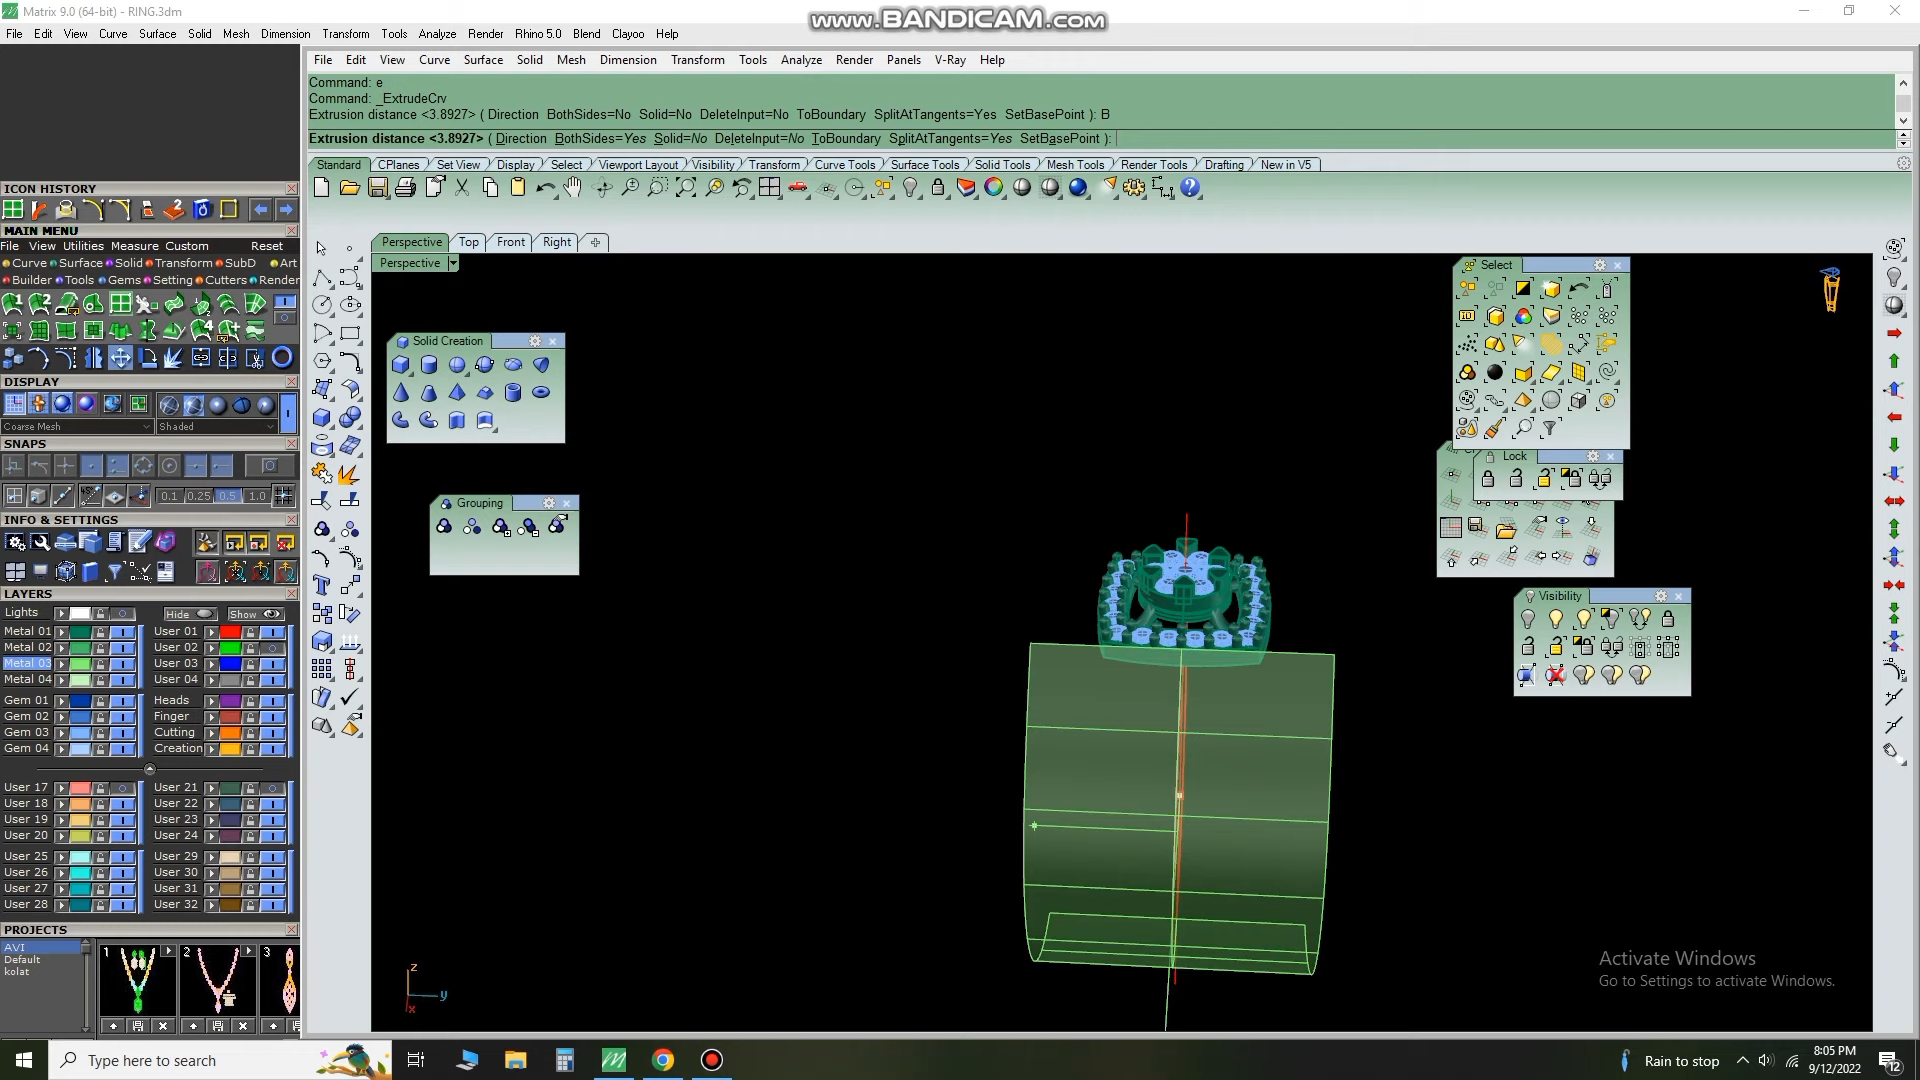 Matrix 9.0 (64-bit) - RING.3dm
www.BANDICAM.com
File Edit View Curve Surface Solid Mesh Dimension Transform Tools Analyze Render Rhino 5.0 Blend Clayoo Help
File Edit View Curve Surface Solid Mesh Dimension Transform Tools Analyze Render Panels V-Ray Help
Command: e
Command: _ExtrudeCrv
Extrusion distance <3.8927> ( Direction BothSides=No Solid=No DeleteInput=No ToBoundary SplitAtTangents=Yes SetBasePoint ): B
Extrusion distance <3.8927> ( Direction BothSides=Yes Solid=No DeleteInput=No ToBoundary SplitAtTangents=Yes SetBasePoint ):
Standard CPlanes Set View Display Select Viewport Layout Visibility Transform Curve Tools Surface Tools Solid Tools Mesh Tools Render Tools Drafting New in V5
ICON HISTORY
MAIN MENU
File View Utilities Measure Custom Reset
Curve Surface Solid Transform SubD Art
Builder Tools Gems Setting Cutters Render
DISPLAY
Coarse Mesh Shaded
SNAPS
0.1 0.25 0.5 1.0
INFO & SETTINGS
LAYERS
Lights Hide Show
Metal 01 User 01
Metal 02 User 02
Metal 03 User 03
Metal 04 User 04
Gem 01 Heads
Gem 02 Finger
Gem 03 Cutting
Gem 04 Creation
User 17 User 21
User 18 User 22
User 19 User 23
User 20 User 24
User 25 User 29
User 26 User 30
User 27 User 31
User 28 User 32
PROJECTS
AVI
Default
kolat
1 2 3
Perspective Top Front Right
Perspective
Solid Creation
Grouping
Select
Lock
Visibility
z
y
x
Activate Windows
Go to Settings to activate Windows.
Type here to search
Rain to stop
8:05 PM
9/12/2022
12